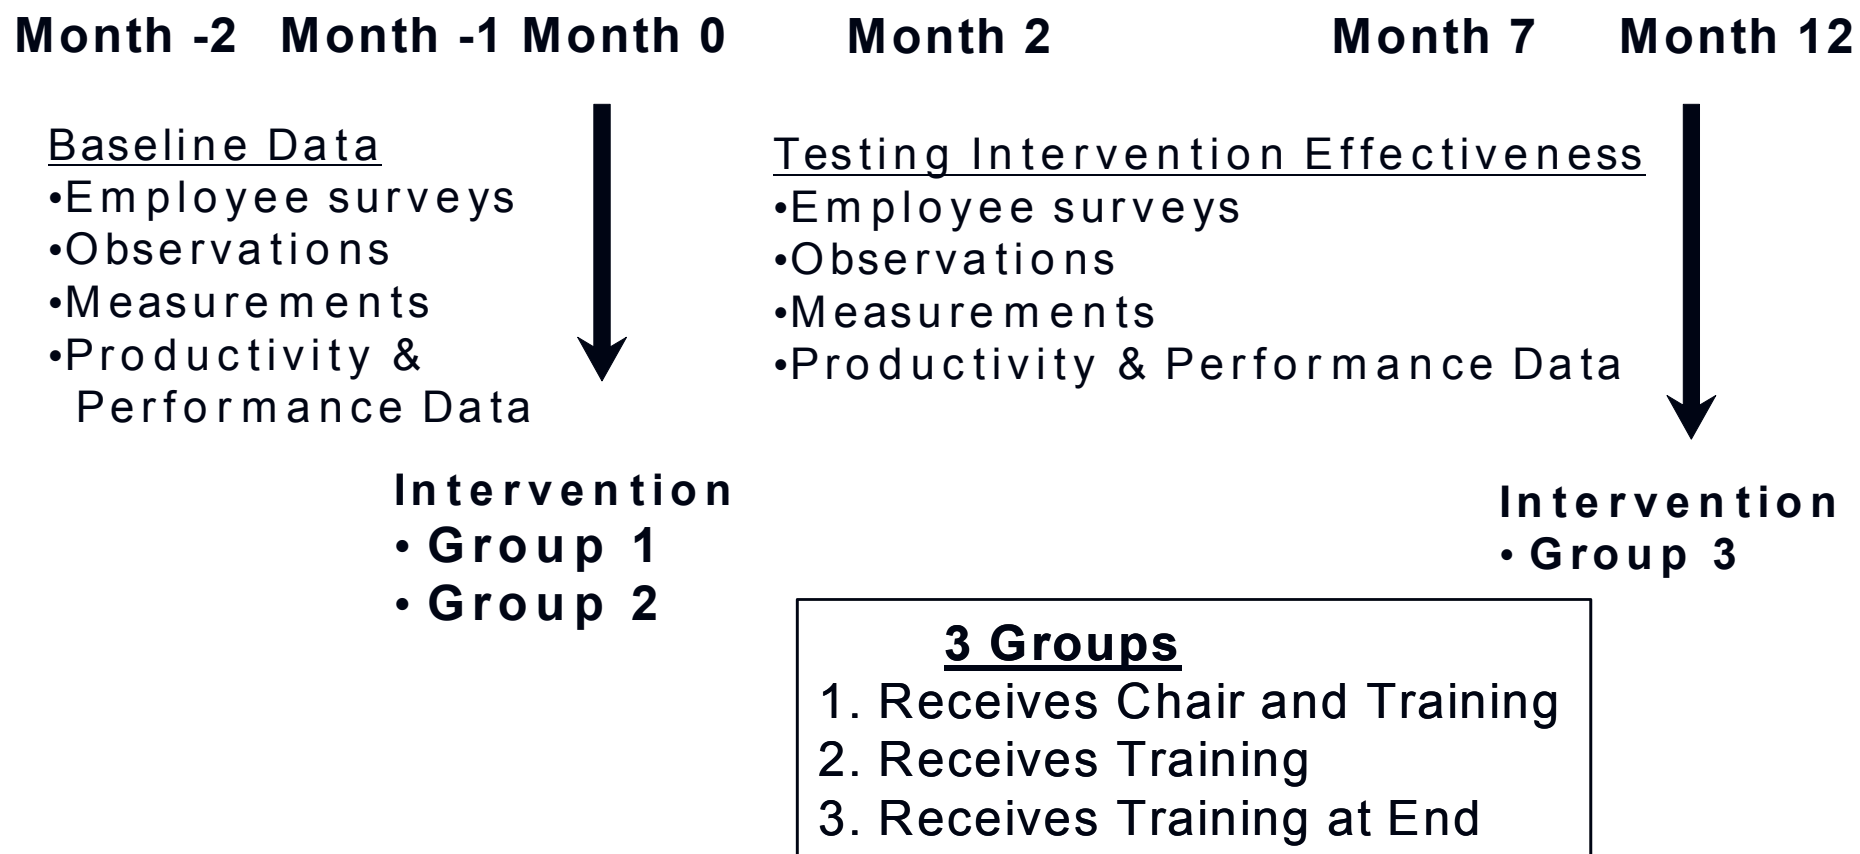 Month -2 Month -1 Month 0 Month 2 Month 7 Month 12
Baseline Data
•Employee surveys
•Observations
•Measurements
•Productivity &
Performance Data
Testing Intervention Effectiveness
•Employee surveys
•Observations
•Measurements
•Productivity & Performance Data
Intervention
• Group 1
• Group 2
Intervention
• Group 3
3 Groups
1. Receives Chair and Training
2. Receives Training
3. Receives Training at End